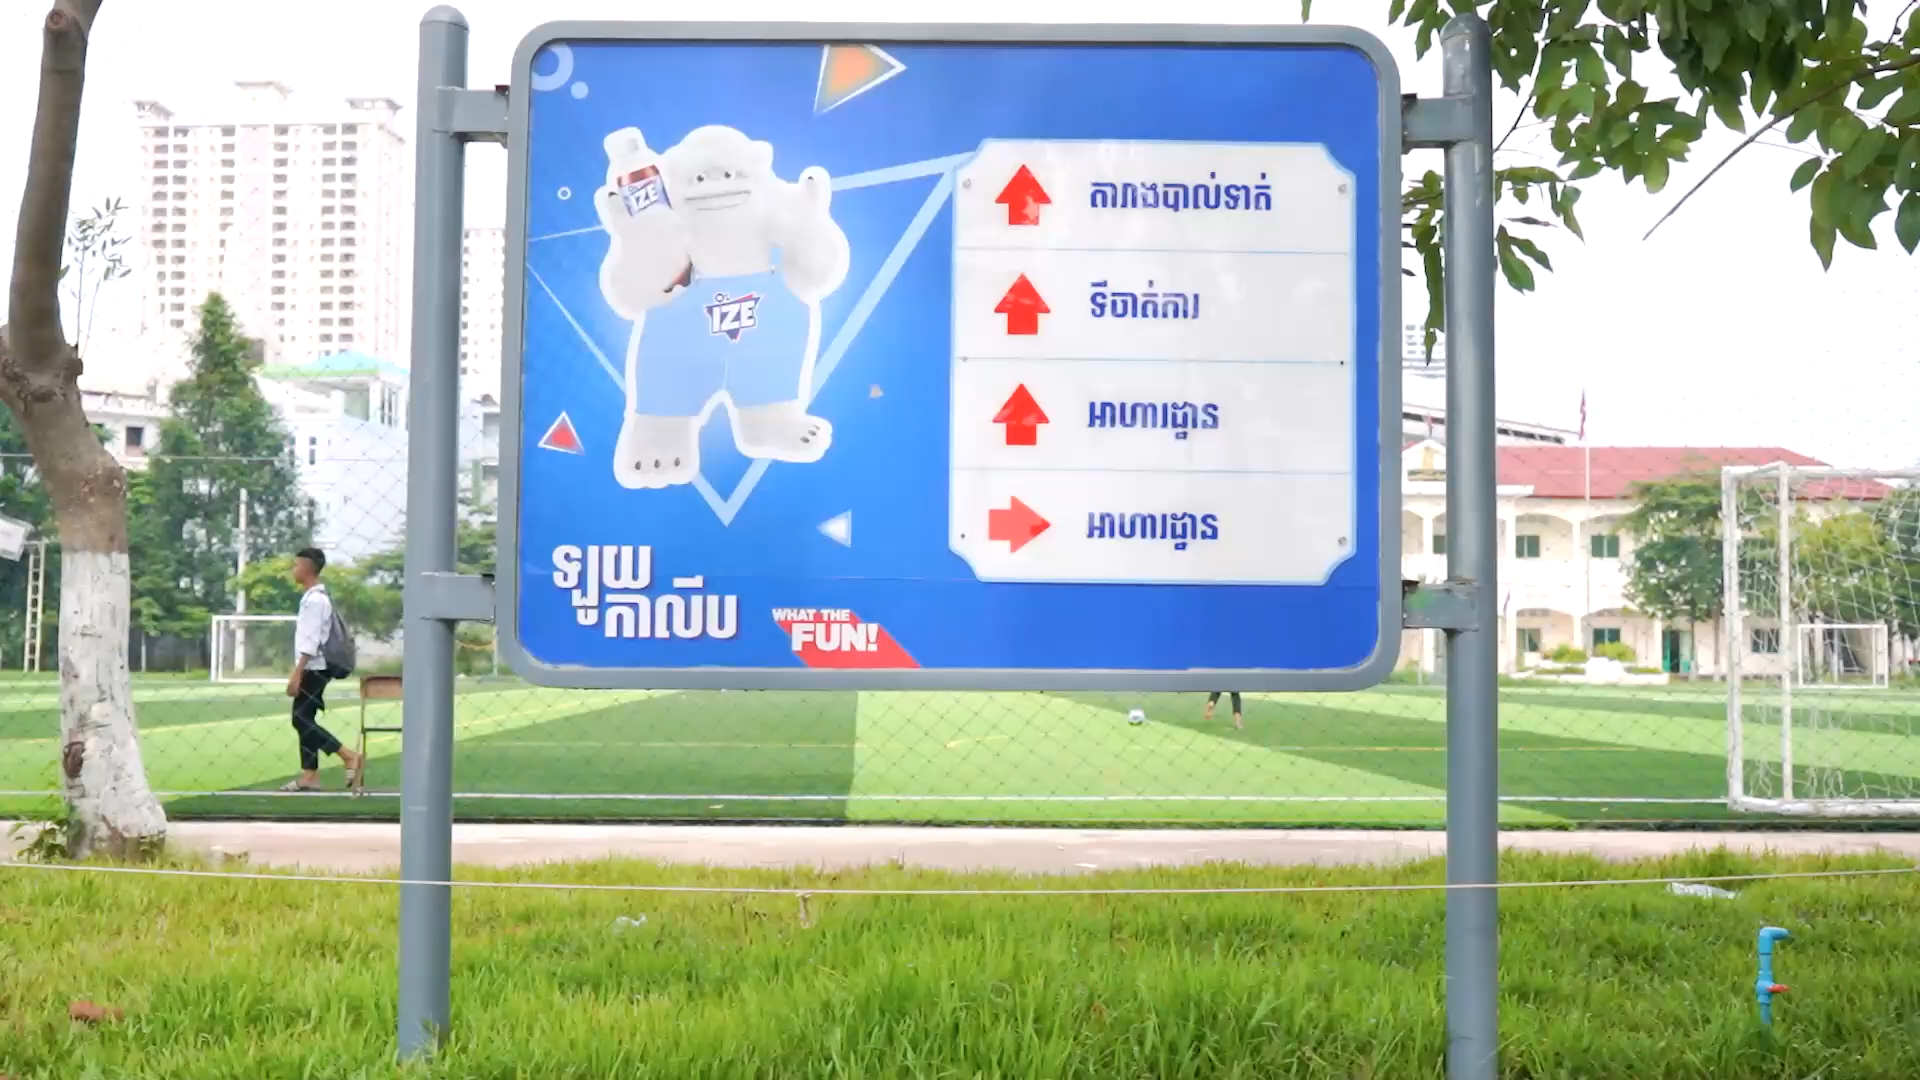 IZE
IZE
តារាងបាល់ទាត់
ទីចាត់ការ
អាហារដ្ឋាន
អាហារដ្ឋាន
ឡូយ
កាលីប
WHAT THE
FUN!